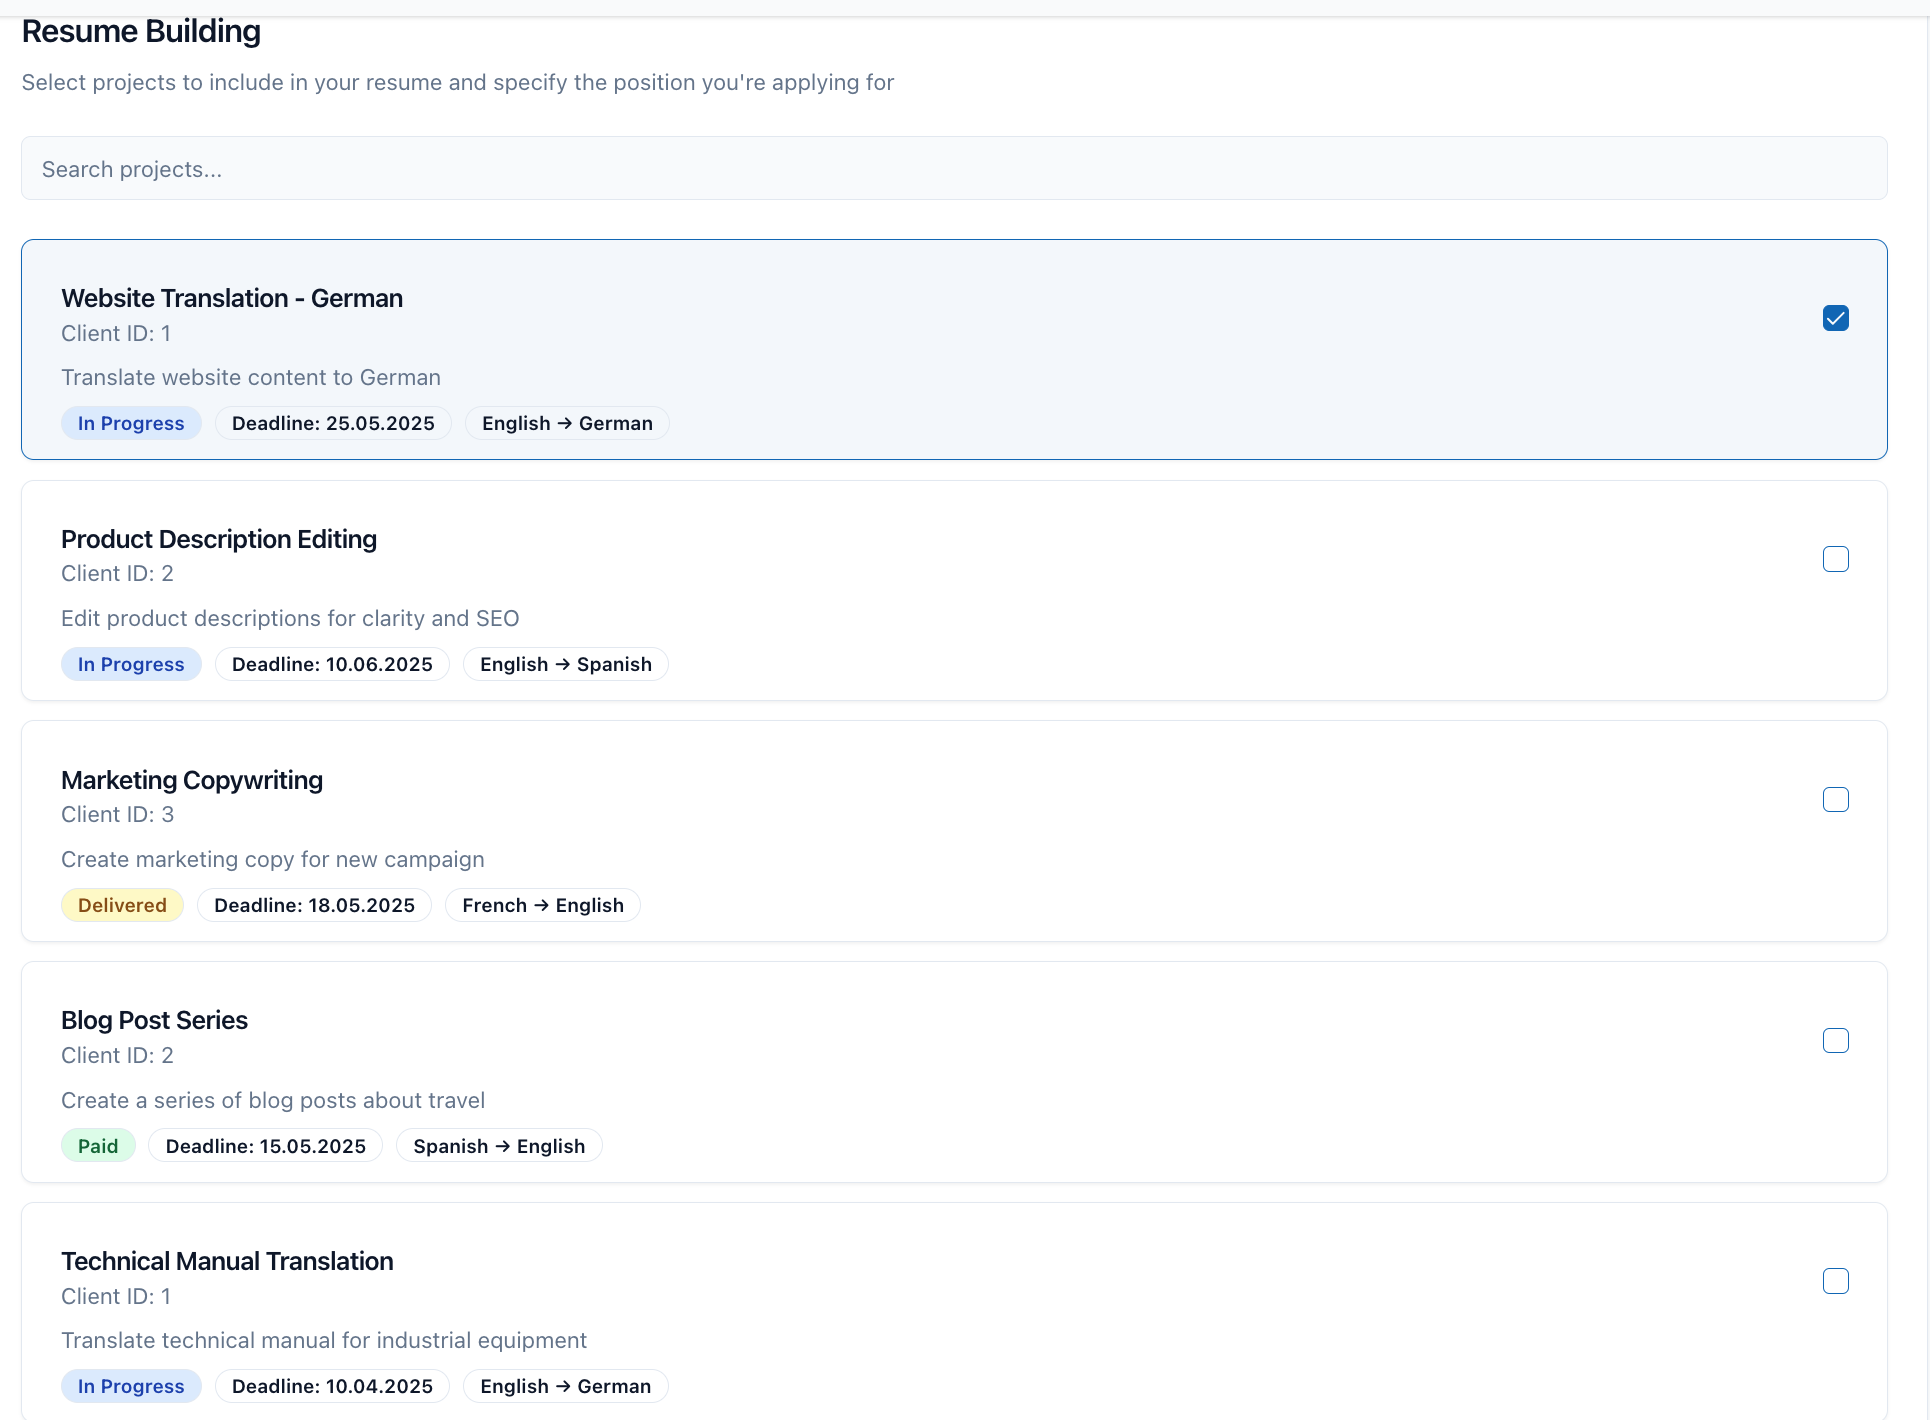 Resume Building
Select projects to include in your resume and specify the position you're applying for
Search projects...
Website Translation - German
Client ID: 1
Translate website content to German
In Progress Deadline: 25.05.2025 English → German
Product Description Editing
Client ID: 2
Edit product descriptions for clarity and SEO
In Progress Deadline: 10.06.2025 English → Spanish
Marketing Copywriting
Client ID: 3
Create marketing copy for new campaign
Delivered Deadline: 18.05.2025 French → English
Blog Post Series
Client ID: 2
Create a series of blog posts about travel
Paid Deadline: 15.05.2025 Spanish → English
Technical Manual Translation
Client ID: 1
Translate technical manual for industrial equipment
In Progress Deadline: 10.04.2025 English → German